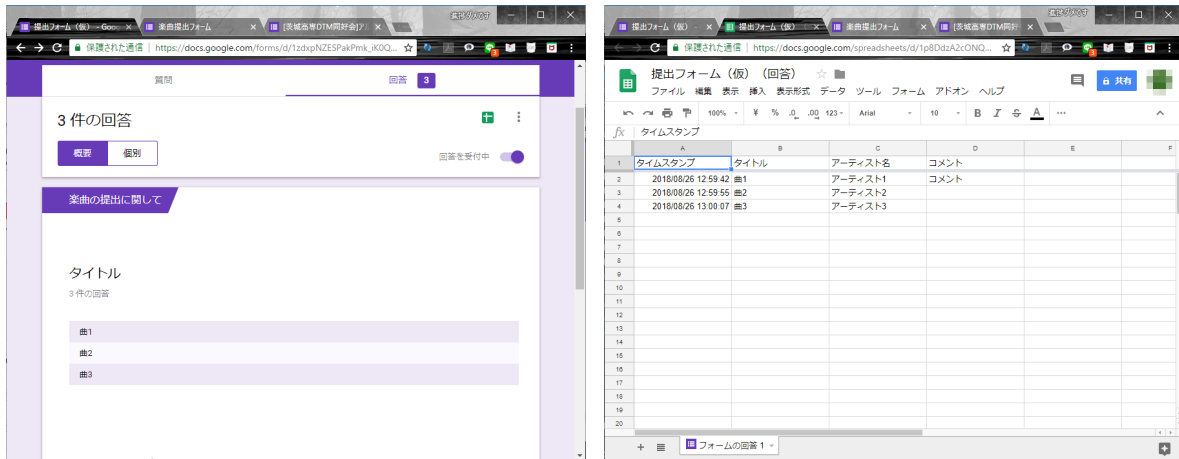 提出フォーム（仮） - Goo
楽曲提出フォーム
[茨城高専DTM同好会]
保護された通信
https://docs.google.com/forms/d/1zdxpNZESPakPmk_iK0Q...
質問
回答 3
3 件の回答
概要
個別
回答を受付中
楽曲の提出に関して
タイトル
3 件の回答
曲1
曲2
曲3
提出フォーム（仮） -
提出フォーム（仮）
楽曲提出フォーム
[茨城高専DTM同好
保護された通信
https://docs.google.com/spreadsheets/d/1p8DdzA2cONQ...
提出フォーム（仮）（回答）
共有
ファイル 編集 表示 挿入 表示形式 データ ツール フォーム アドオン ヘルプ
100% ¥ % .0 .00 123 Arial 10 B I S A ...
fx タイムスタンプ
A B C D E F
1 タイムスタンプ タイトル アーティスト名 コメント
2 2018/08/26 12:59:42 曲1 アーティスト1 コメント
3 2018/08/26 12:59:55 曲2 アーティスト2
4 2018/08/26 13:00:07 曲3 アーティスト3
5
6
7
8
9
10
11
12
13
14
15
16
17
18
19
20
フォームの回答 1